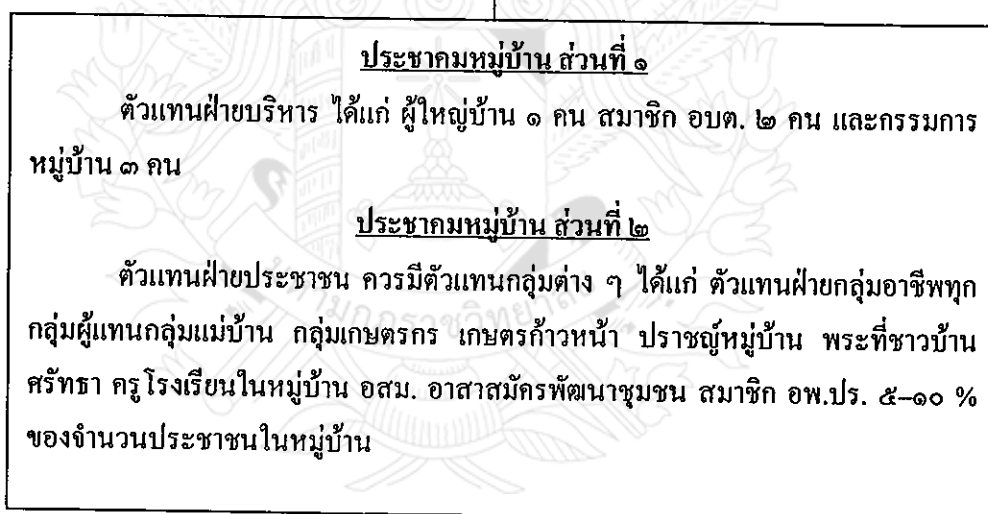 ประชาคมหมู่บ้าน ส่วนที่ ๑
ตัวแทนฝ่ายบริหาร ได้แก่ ผู้ใหญ่บ้าน ๑ คน สมาชิก อบต. ๒ คน และกรรมการ
หมู่บ้าน ๓ คน
ประชาคมหมู่บ้าน ส่วนที่ ๒
ตัวแทนฝ่ายประชาชน ควรมีตัวแทนกลุ่มต่าง ๆ ได้แก่ ตัวแทนฝ่ายกลุ่มอาชีพทุก
กลุ่มผู้แทนกลุ่มแม่บ้าน กลุ่มเกษตรกร เกษตรก้าวหน้า ปราชญ์หมู่บ้าน พระที่ชาวบ้าน
ศรัทธา ครูโรงเรียนในหมู่บ้าน อสม. อาสาสมัครพัฒนาชุมชน สมาชิก อพ.ปร. ๕–๑๐ %
ของจำนวนประชาชนในหมู่บ้าน